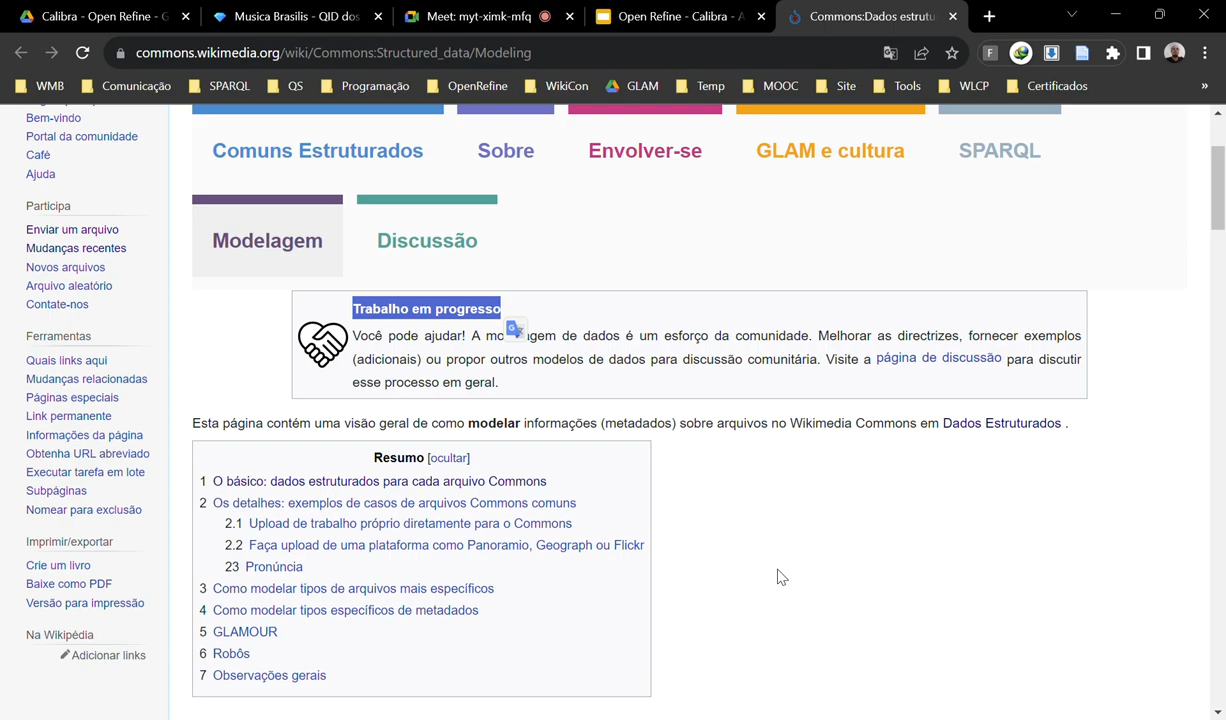 Calibra - Open Refine - G
Musica Brasilis - QID dos
Meet: myt-ximk-mfq
Open Refine - Calibra - A
Commons:Dados estrutu
commons.wikimedia.org/wiki/Commons:Structured_data/Modeling
WMB
Comunicação
SPARQL
QS
Programação
OpenRefine
WikiCon
GLAM
Temp
MOOC
Site
Tools
WLCP
Certificados
»
Bem-vindo
Portal da comunidade
Café
Ajuda
Participa
Enviar um arquivo
Mudanças recentes
Novos arquivos
Arquivo aleatório
Contate-nos
Ferramentas
Quais links aqui
Mudanças relacionadas
Páginas especiais
Link permanente
Informações da página
Obtenha URL abreviado
Executar tarefa em lote
Subpáginas
Nomear para exclusão
Imprimir/exportar
Crie um livro
Baixe como PDF
Versão para impressão
Na Wikipédia
Adicionar links
Comuns Estruturados
Sobre
Envolver-se
GLAM e cultura
SPARQL
Modelagem
Discussão
Trabalho em progresso
Você pode ajudar! A mo gem de dados é um esforço da comunidade. Melhorar as directrizes, fornecer exemplos
(adicionais) ou propor outros modelos de dados para discussão comunitária. Visite a página de discussão para discutir
esse processo em geral.
Esta página contém uma visão geral de como modelar informações (metadados) sobre arquivos no Wikimedia Commons em Dados Estruturados .
Resumo [ocultar]
1 O básico: dados estruturados para cada arquivo Commons
2 Os detalhes: exemplos de casos de arquivos Commons comuns
2.1 Upload de trabalho próprio diretamente para o Commons
2.2 Faça upload de uma plataforma como Panoramio, Geograph ou Flickr
23 Pronúncia
3 Como modelar tipos de arquivos mais específicos
4 Como modelar tipos específicos de metadados
5 GLAMOUR
6 Robôs
7 Observações gerais